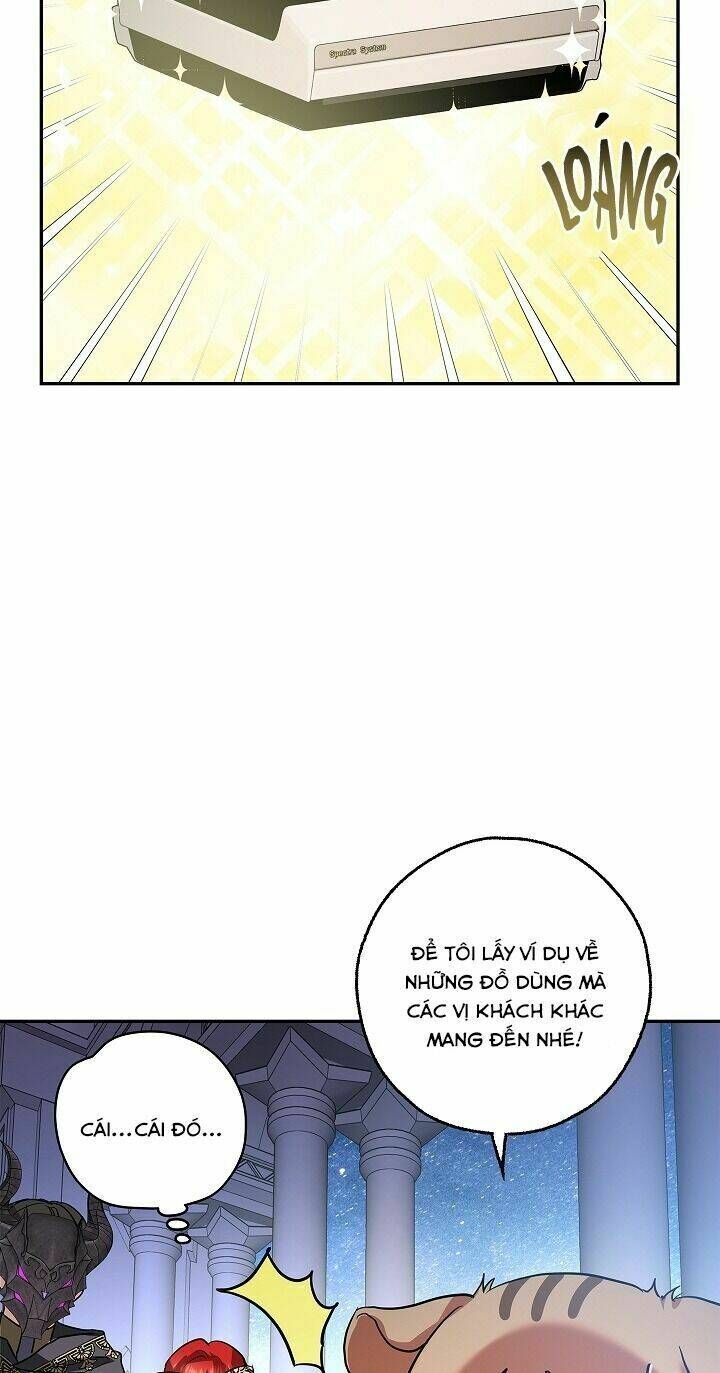 Spectra System
LOÁNG
ĐỂ TÔI LẤY VÍ DỤ VỀ
NHỮNG ĐỒ DÙNG MÀ
CÁC VỊ KHÁCH KHÁC
MANG ĐẾN NHÉ!
CÁI...CÁI ĐÓ...